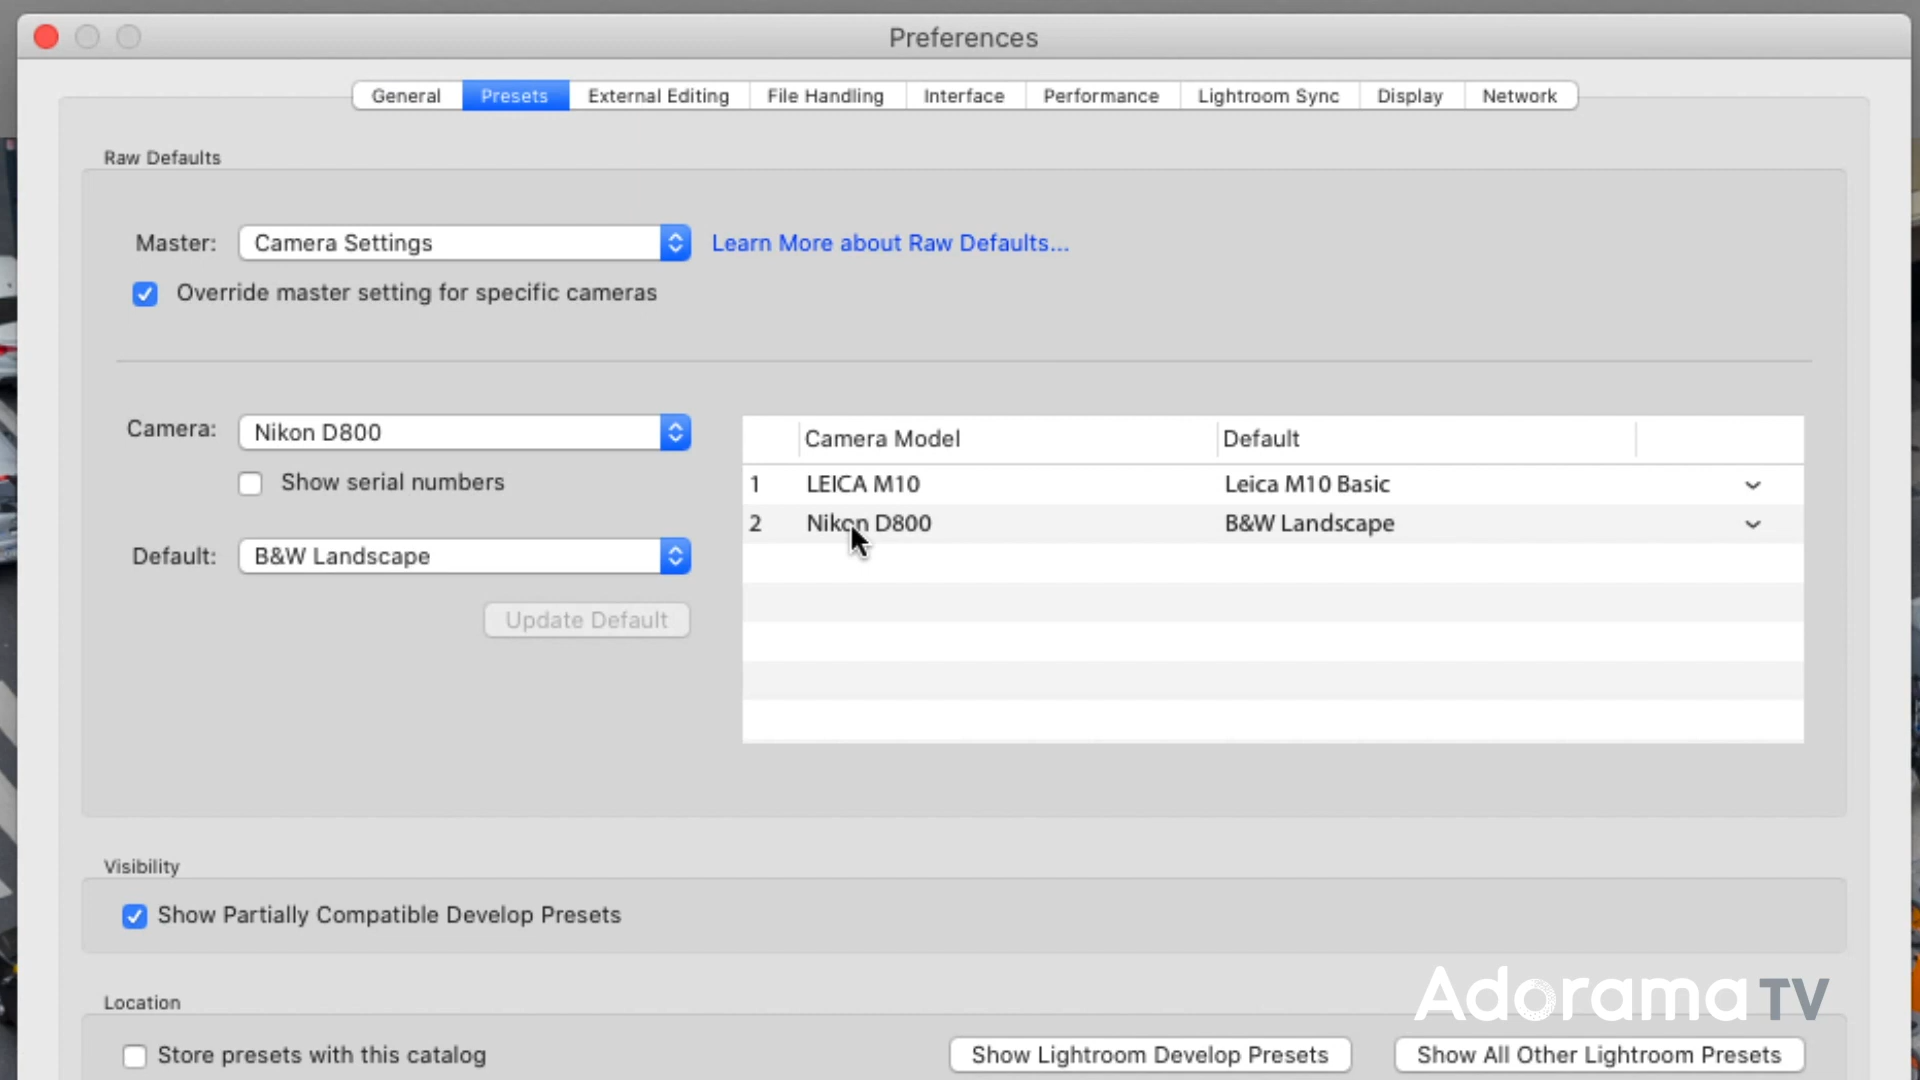 Preferences
General Presets External Editing File Handling Interface Performance Lightroom Sync Display Network
Raw Defaults
Master: Camera Settings Learn More about Raw Defaults...
Override master setting for specific cameras
Camera: Nikon D800
Show serial numbers
Default: B&W Landscape
Update Default
Camera Model Default
1 LEICA M10 Leica M10 Basic
2 Nikon D800 B&W Landscape
Visibility
Show Partially Compatible Develop Presets
Location
Store presets with this catalog
Show Lightroom Develop Presets
Show All Other Lightroom Presets
Adorama TV